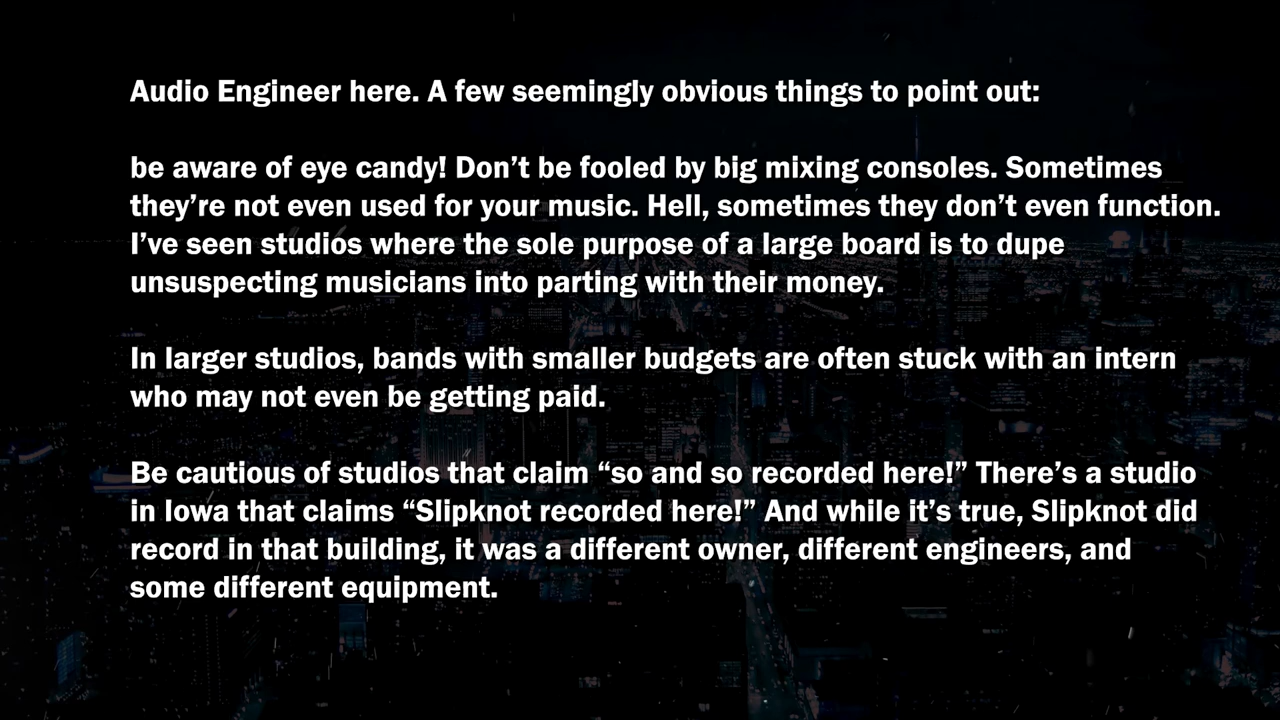 Audio Engineer here. A few seemingly obvious things to point out:
be aware of eye candy! Don’t be fooled by big mixing consoles. Sometimes
they’re not even used for your music. Hell, sometimes they don’t even function.
I’ve seen studios where the sole purpose of a large board is to dupe
unsuspecting musicians into parting with their money.
In larger studios, bands with smaller budgets are often stuck with an intern
who may not even be getting paid.
Be cautious of studios that claim “so and so recorded here!” There’s a studio
in Iowa that claims “Slipknot recorded here!” And while it’s true, Slipknot did
record in that building, it was a different owner, different engineers, and
some different equipment.